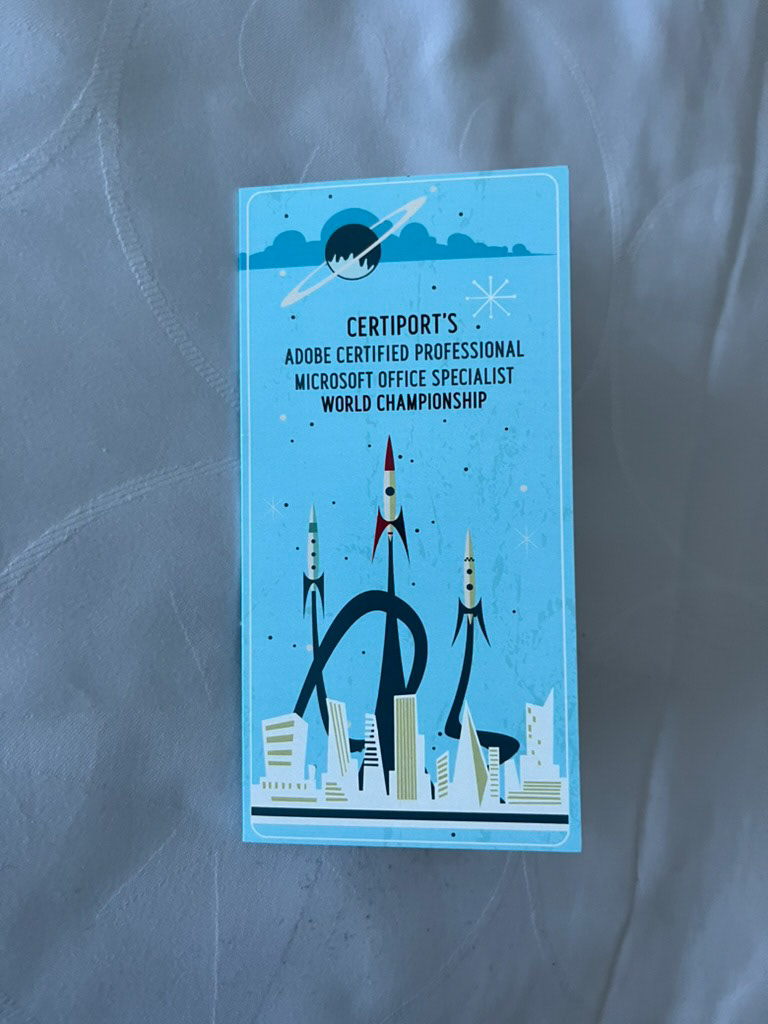 CERTIPORT'S
ADOBE CERTIFIED PROFESSIONAL
MICROSOFT OFFICE SPECIALIST
WORLD CHAMPIONSHIP